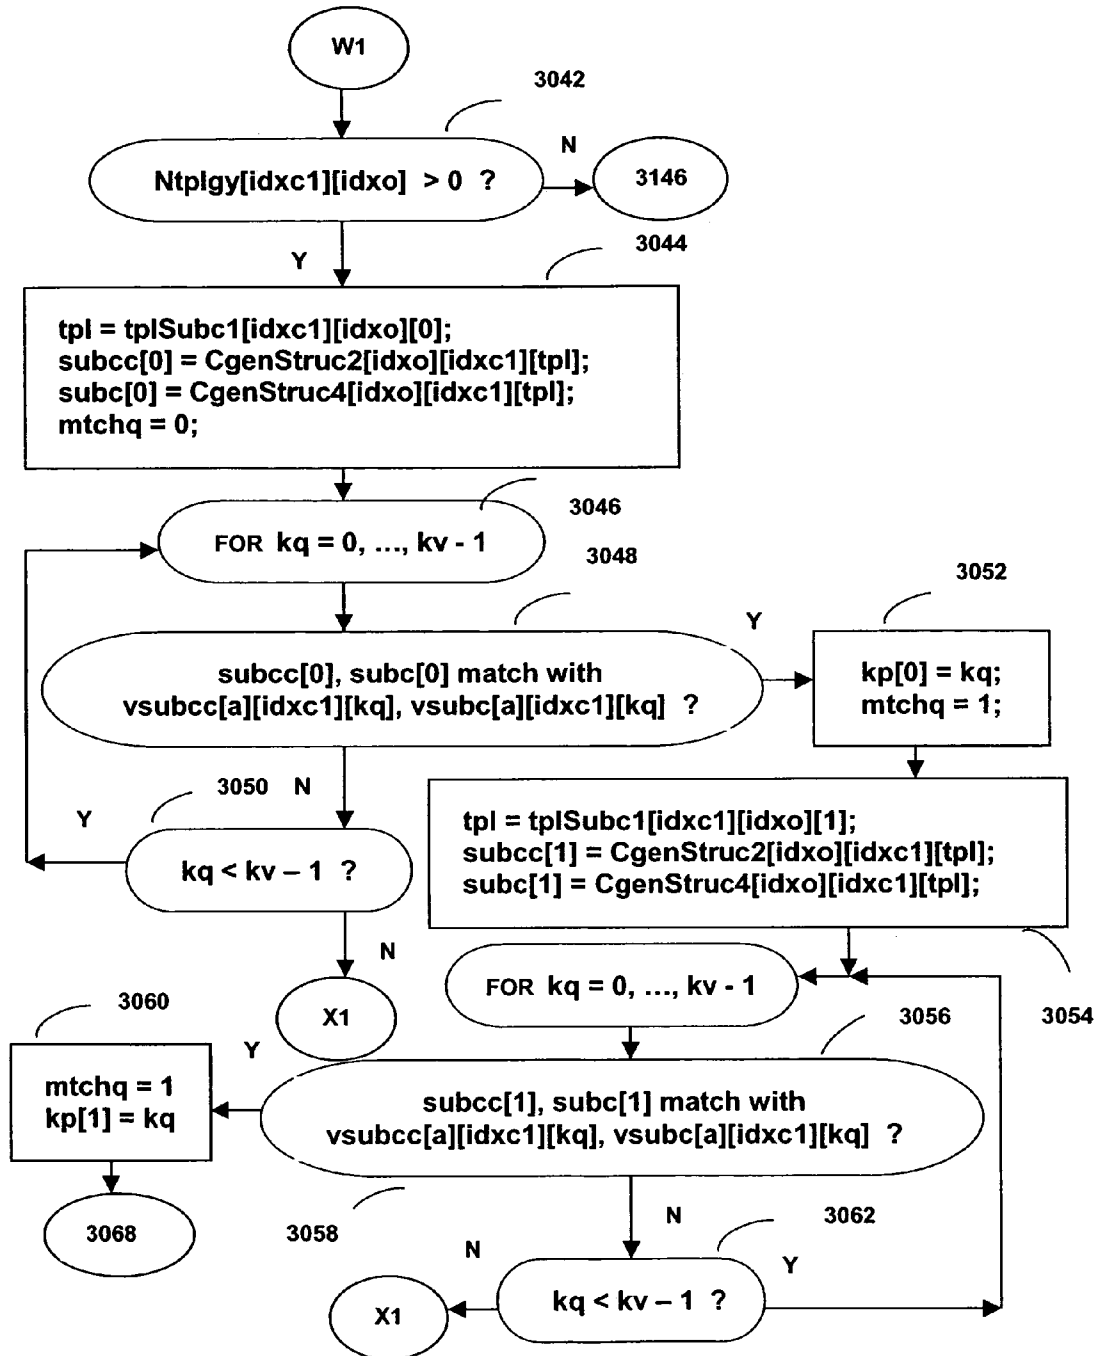 W1
3042
Ntplgy[idxc1][idxo] > 0 ?
N
3146
Y
3044
tpl = tplSubc1[idxc1][idxo][0];
subcc[0] = CgenStruc2[idxo][idxc1][tpl];
subc[0] = CgenStruc4[idxo][idxc1][tpl];
mtchq = 0;
3046
FOR kq = 0, ..., kv - 1
3048
3052
Y
subcc[0], subc[0] match with
vsubcc[a][idxc1][kq], vsubc[a][idxc1][kq] ?
kp[0] = kq;
mtchq = 1;
3050
N
Y
kq < kv – 1 ?
N
X1
tpl = tplSubc1[idxc1][idxo][1];
subcc[1] = CgenStruc2[idxo][idxc1][tpl];
subc[1] = CgenStruc4[idxo][idxc1][tpl];
3054
FOR kq = 0, ..., kv - 1
3056
3060
Y
subcc[1], subc[1] match with
vsubcc[a][idxc1][kq], vsubc[a][idxc1][kq] ?
mtchq = 1
kp[1] = kq
3068
3058
N
3062
N
Y
kq < kv – 1 ?
X1